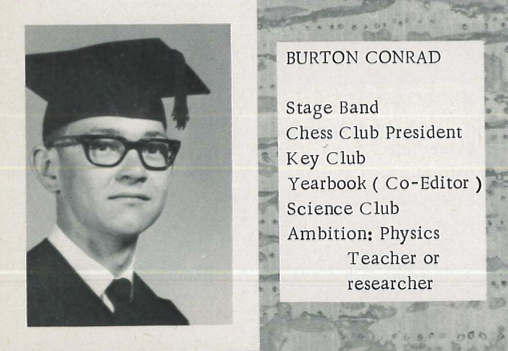 BURTON CONRAD
Stage Band
Chess Club President
Key Club
Yearbook ( Co-Editor )
Science Club
Ambition: Physics
Teacher or
researcher